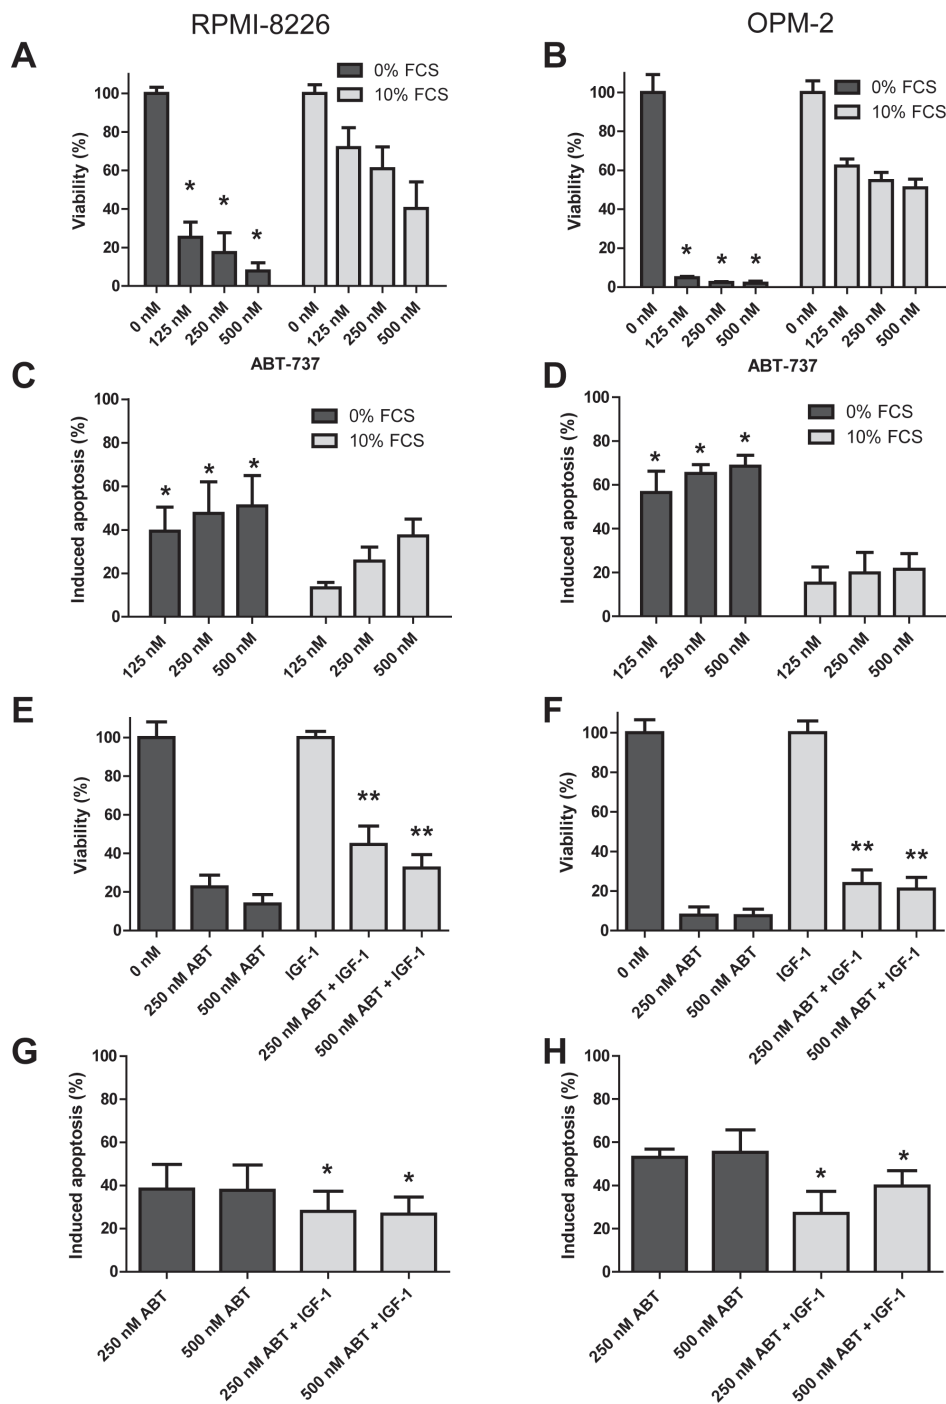 RPMI-8226
OPM-2
A
0% FCS
10% FCS
Viability (%)
100
80
60
40
20
0
*
*
*
0 nM
125 nM
250 nM
500 nM
0 nM
125 nM
250 nM
500 nM
ABT-737
B
0% FCS
10% FCS
Viability (%)
100
80
60
40
20
0
*
*
*
0 nM
125 nM
250 nM
500 nM
0 nM
125 nM
250 nM
500 nM
ABT-737
C
0% FCS
10% FCS
Induced apoptosis (%)
100
80
60
40
20
0
*
*
*
125 nM
250 nM
500 nM
125 nM
250 nM
500 nM
D
0% FCS
10% FCS
Induced apoptosis (%)
100
80
60
40
20
0
*
*
*
125 nM
250 nM
500 nM
125 nM
250 nM
500 nM
E
Viability (%)
100
80
60
40
20
0
**
**
0 nM
250 nM ABT
500 nM ABT
IGF-1
250 nM ABT + IGF-1
500 nM ABT + IGF-1
F
Viability (%)
100
80
60
40
20
0
**
**
0 nM
250 nM ABT
500 nM ABT
IGF-1
250 nM ABT + IGF-1
500 nM ABT + IGF-1
G
Induced apoptosis (%)
100
80
60
40
20
0
*
*
250 nM ABT
500 nM ABT
250 nM ABT + IGF-1
500 nM ABT + IGF-1
H
Induced apoptosis (%)
100
80
60
40
20
0
*
*
250 nM ABT
500 nM ABT
250 nM ABT + IGF-1
500 nM ABT + IGF-1